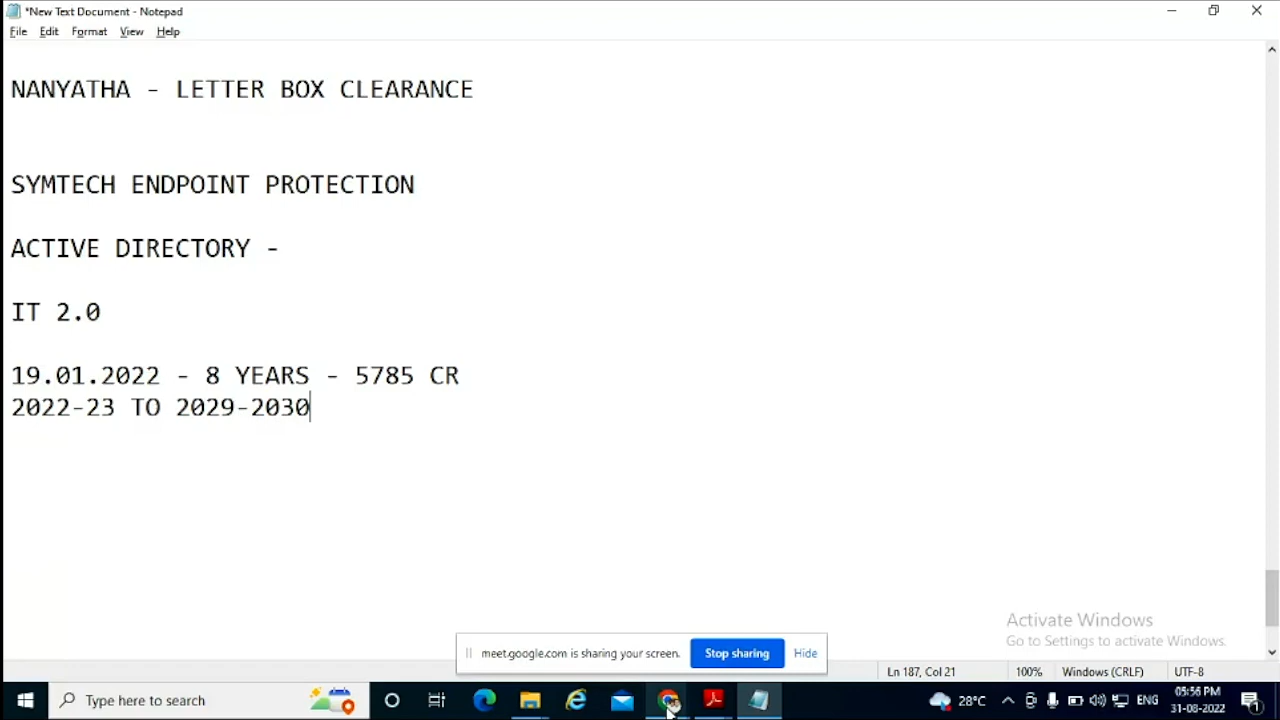 *New Text Document - Notepad
File Edit Format View Help
NANYATHA - LETTER BOX CLEARANCE
SYMTECH ENDPOINT PROTECTION
ACTIVE DIRECTORY -
IT 2.0
19.01.2022 - 8 YEARS - 5785 CR
2022-23 TO 2029-2030
Activate Windows
Go to Settings to activate Windows.
meet.google.com is sharing your screen. Stop sharing Hide
Ln 187, Col 21 100% Windows (CRLF) UTF-8
Type here to search 28°C ENG 05:56 PM
31-08-2022 1